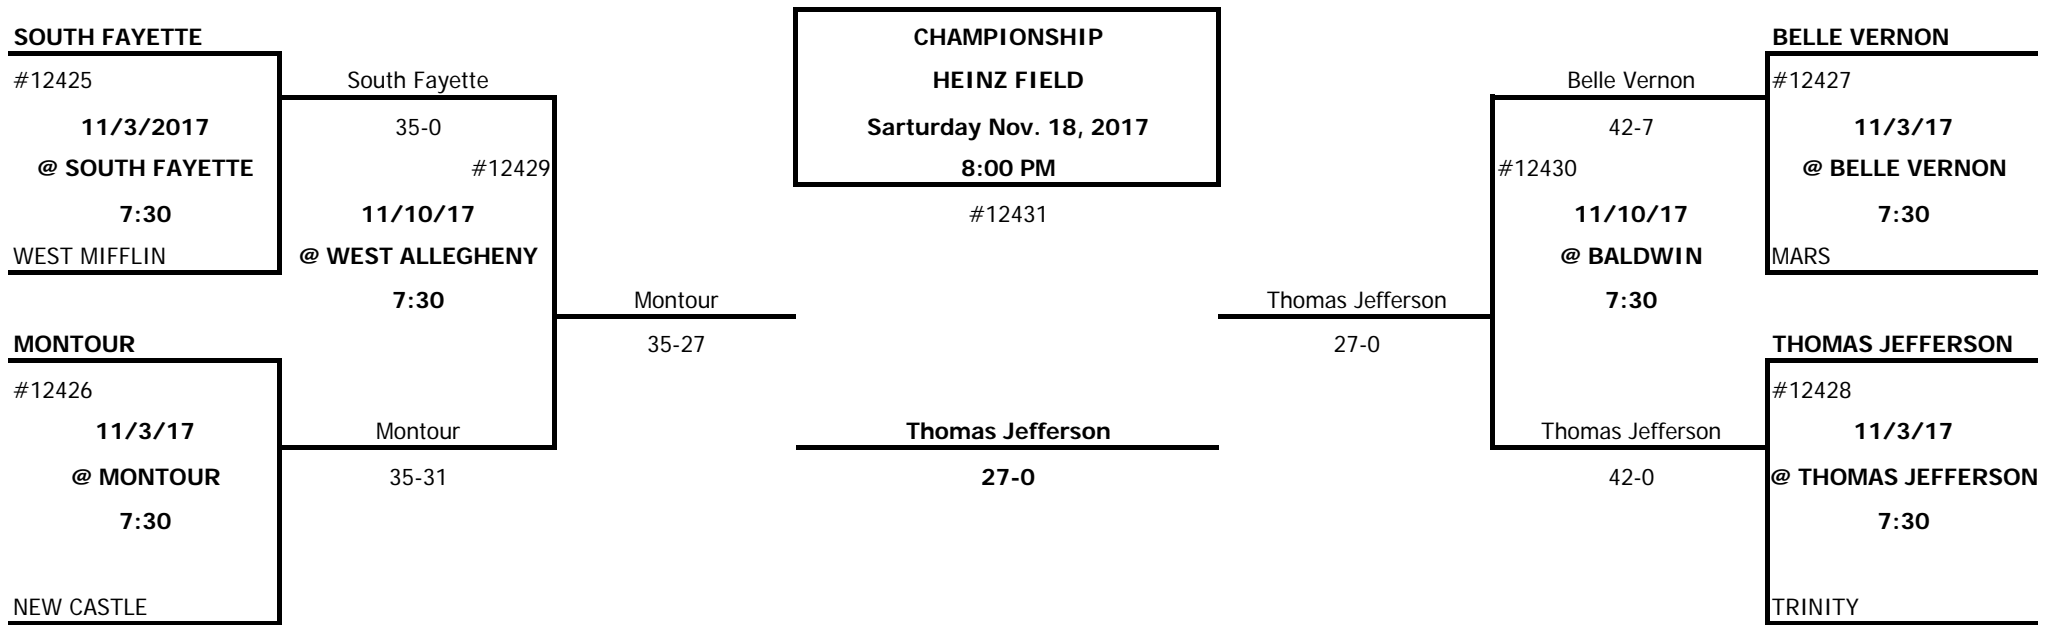 SOUTH FAYETTE
#12425
11/3/2017
@ SOUTH FAYETTE
7:30
WEST MIFFLIN
MONTOUR
#12426
11/3/17
@ MONTOUR
7:30
NEW CASTLE
South Fayette
35-0
#12429
11/10/17
@ WEST ALLEGHENY
7:30
Montour
35-31
Montour
35-27
CHAMPIONSHIP
HEINZ FIELD
Sarturday Nov. 18, 2017
8:00 PM
#12431
Thomas Jefferson
27-0
Thomas Jefferson
27-0
Belle Vernon
42-7
#12430
11/10/17
@ BALDWIN
7:30
Thomas Jefferson
42-0
BELLE VERNON
#12427
11/3/17
@ BELLE VERNON
7:30
MARS
THOMAS JEFFERSON
#12428
11/3/17
@ THOMAS JEFFERSON
7:30
TRINITY